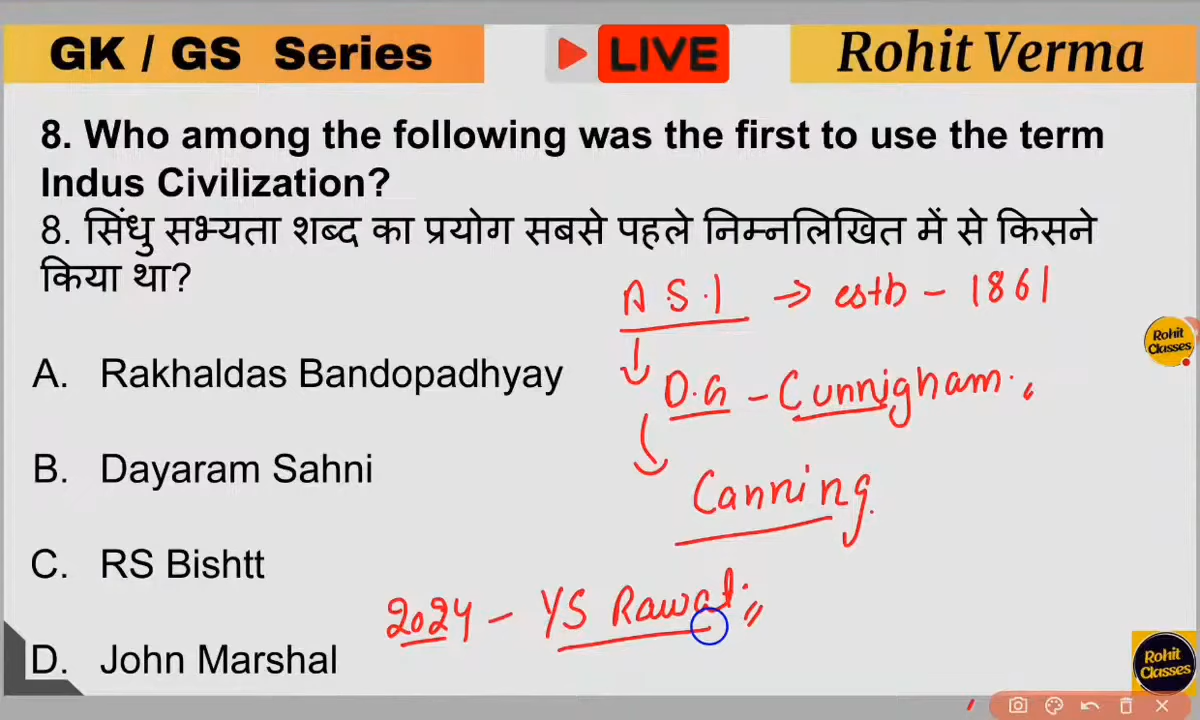 GK / GS Series
LIVE
Rohit Verma
8. Who among the following was the first to use the term
Indus Civilization?
8. सिंधु सभ्यता शब्द का प्रयोग सबसे पहले निम्नलिखित में से किसने
किया था?
A.S.I → estb - 1861
Rohit
Classes
A. Rakhaldas Bandopadhyay
D.G - Cunnigham
B. Dayaram Sahni
Canning
C. RS Bishtt
2024 - YS Rawat
D. John Marshal
Rohit
Classes